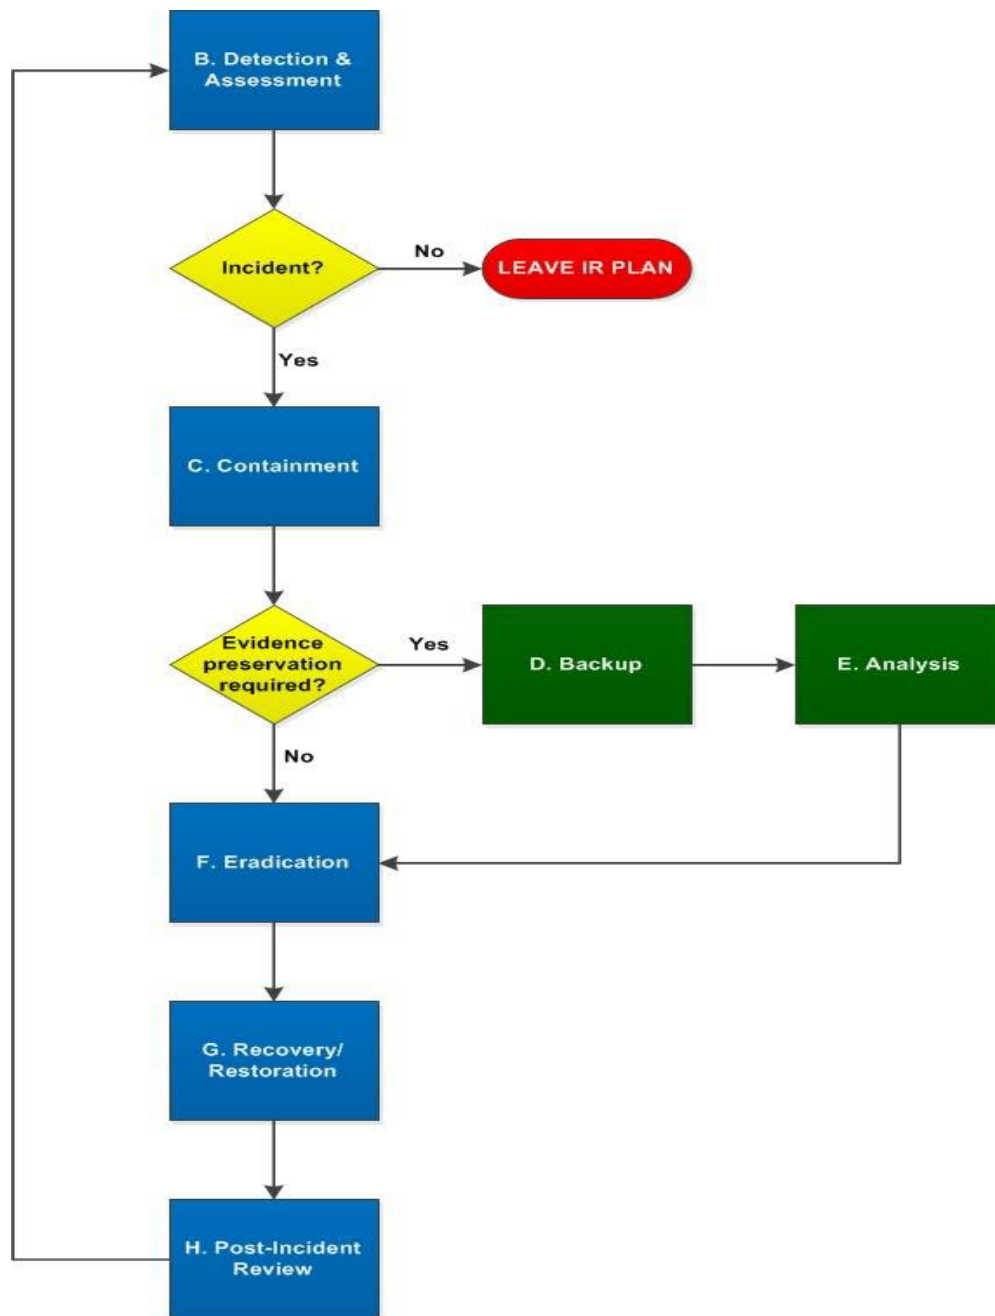 B. Detection &
Assessment
Incident?
No
LEAVE IR PLAN
Yes
C. Containment
Evidence
preservation
required?
Yes
D. Backup
E. Analysis
No
F. Eradication
G. Recovery/
Restoration
H. Post-Incident
Review